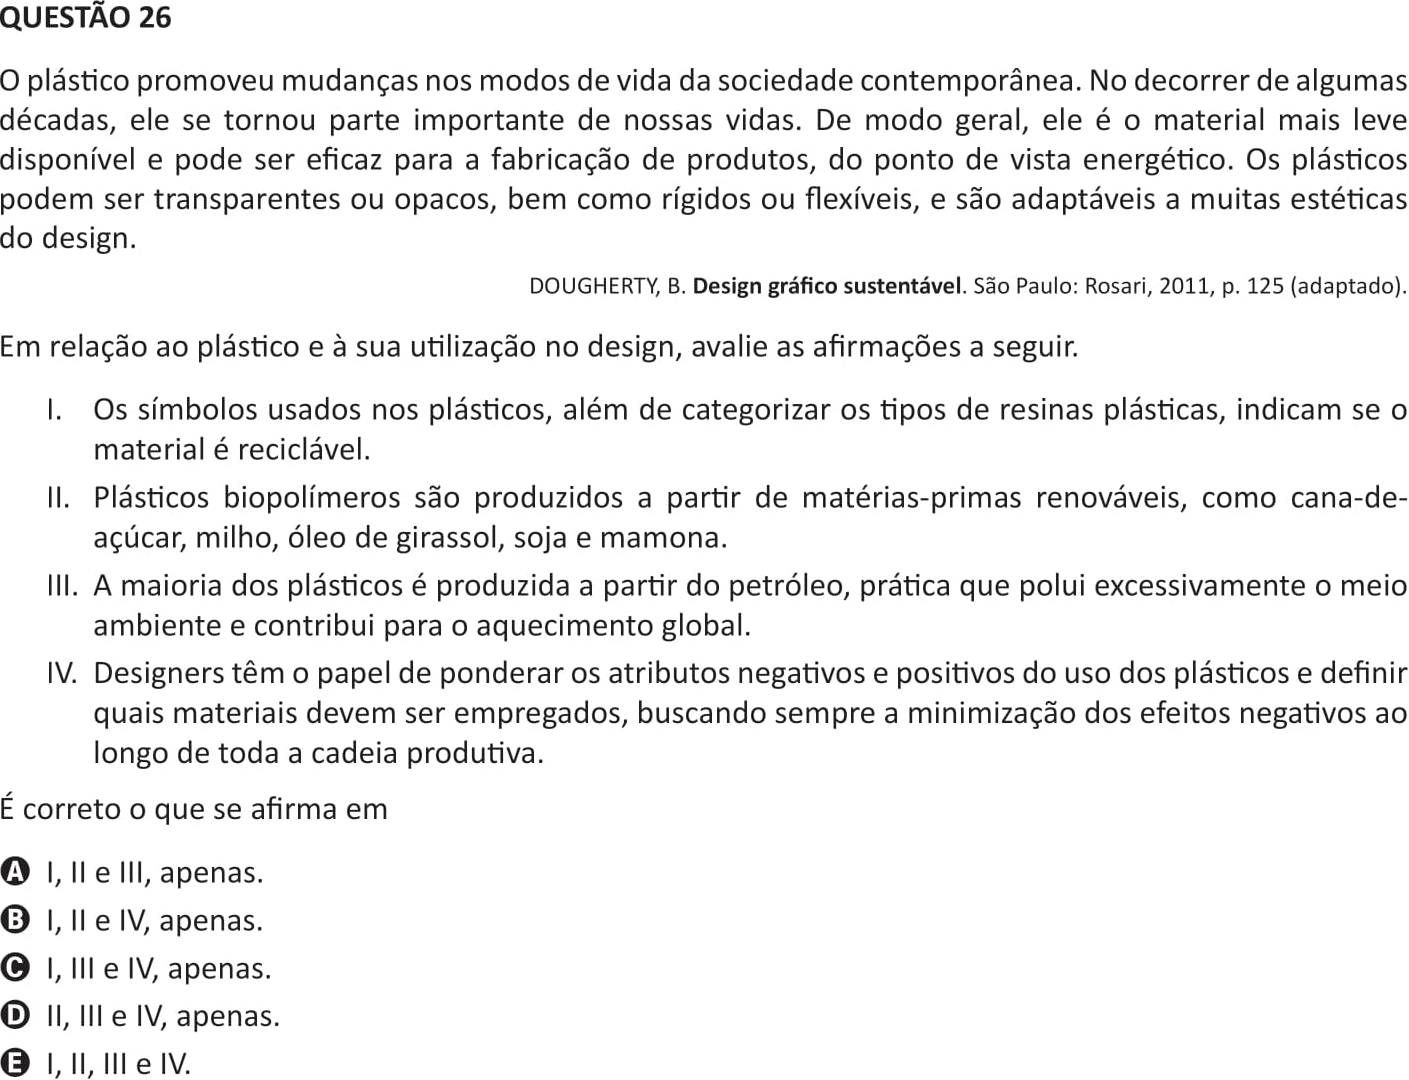 QUESTÃO 26
O plástico promoveu mudanças nos modos de vida da sociedade contemporânea. No decorrer de algumas
décadas, ele se tornou parte importante de nossas vidas. De modo geral, ele é o material mais leve
disponível e pode ser eficaz para a fabricação de produtos, do ponto de vista energético. Os plásticos
podem ser transparentes ou opacos, bem como rígidos ou flexíveis, e são adaptáveis a muitas estéticas
do design.
DOUGHERTY, B. Design gráfico sustentável. São Paulo: Rosari, 2011, p. 125 (adaptado).
Em relação ao plástico e à sua utilização no design, avalie as afirmações a seguir.
I. Os símbolos usados nos plásticos, além de categorizar os tipos de resinas plásticas, indicam se o
material é reciclável.
II. Plásticos biopolímeros são produzidos a partir de matérias-primas renováveis, como cana-de-
açúcar, milho, óleo de girassol, soja e mamona.
III. A maioria dos plásticos é produzida a partir do petróleo, prática que polui excessivamente o meio
ambiente e contribui para o aquecimento global.
IV. Designers têm o papel de ponderar os atributos negativos e positivos do uso dos plásticos e definir
quais materiais devem ser empregados, buscando sempre a minimização dos efeitos negativos ao
longo de toda a cadeia produtiva.
É correto o que se afirma em
A I, II e III, apenas.
B I, II e IV, apenas.
C I, III e IV, apenas.
D II, III e IV, apenas.
E I, II, III e IV.